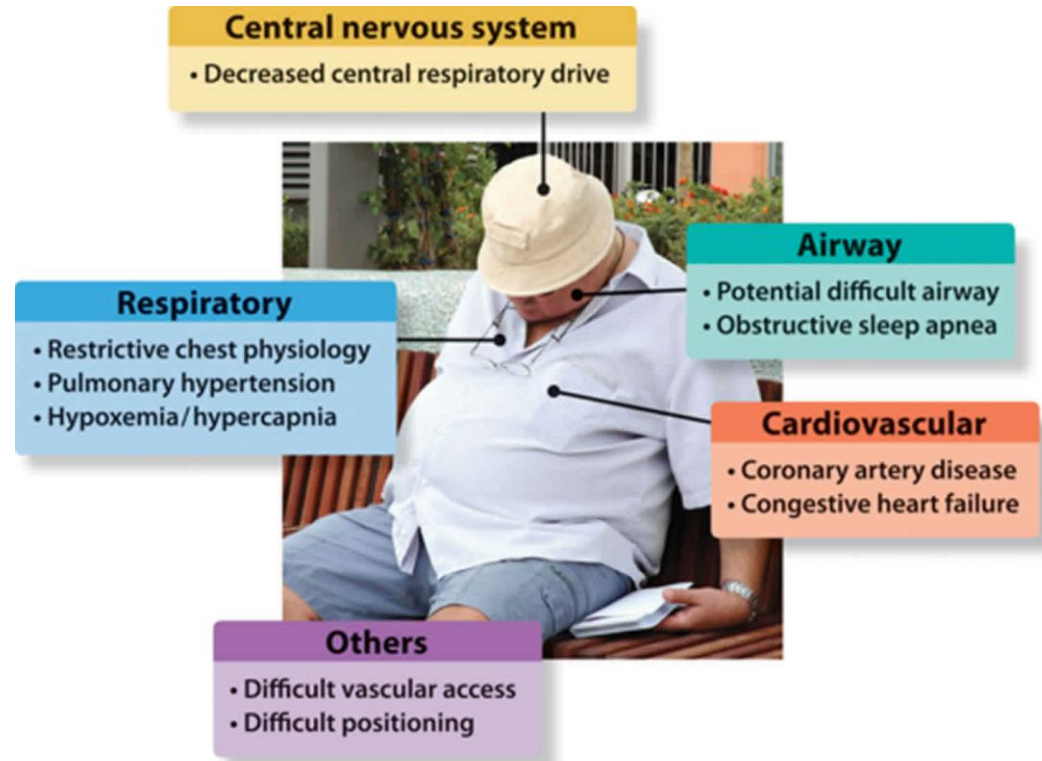 Central nervous system
• Decreased central respiratory drive
Airway
• Potential difficult airway
• Obstructive sleep apnea
Respiratory
• Restrictive chest physiology
• Pulmonary hypertension
• Hypoxemia/hypercapnia
Cardiovascular
• Coronary artery disease
• Congestive heart failure
Others
• Difficult vascular access
• Difficult positioning